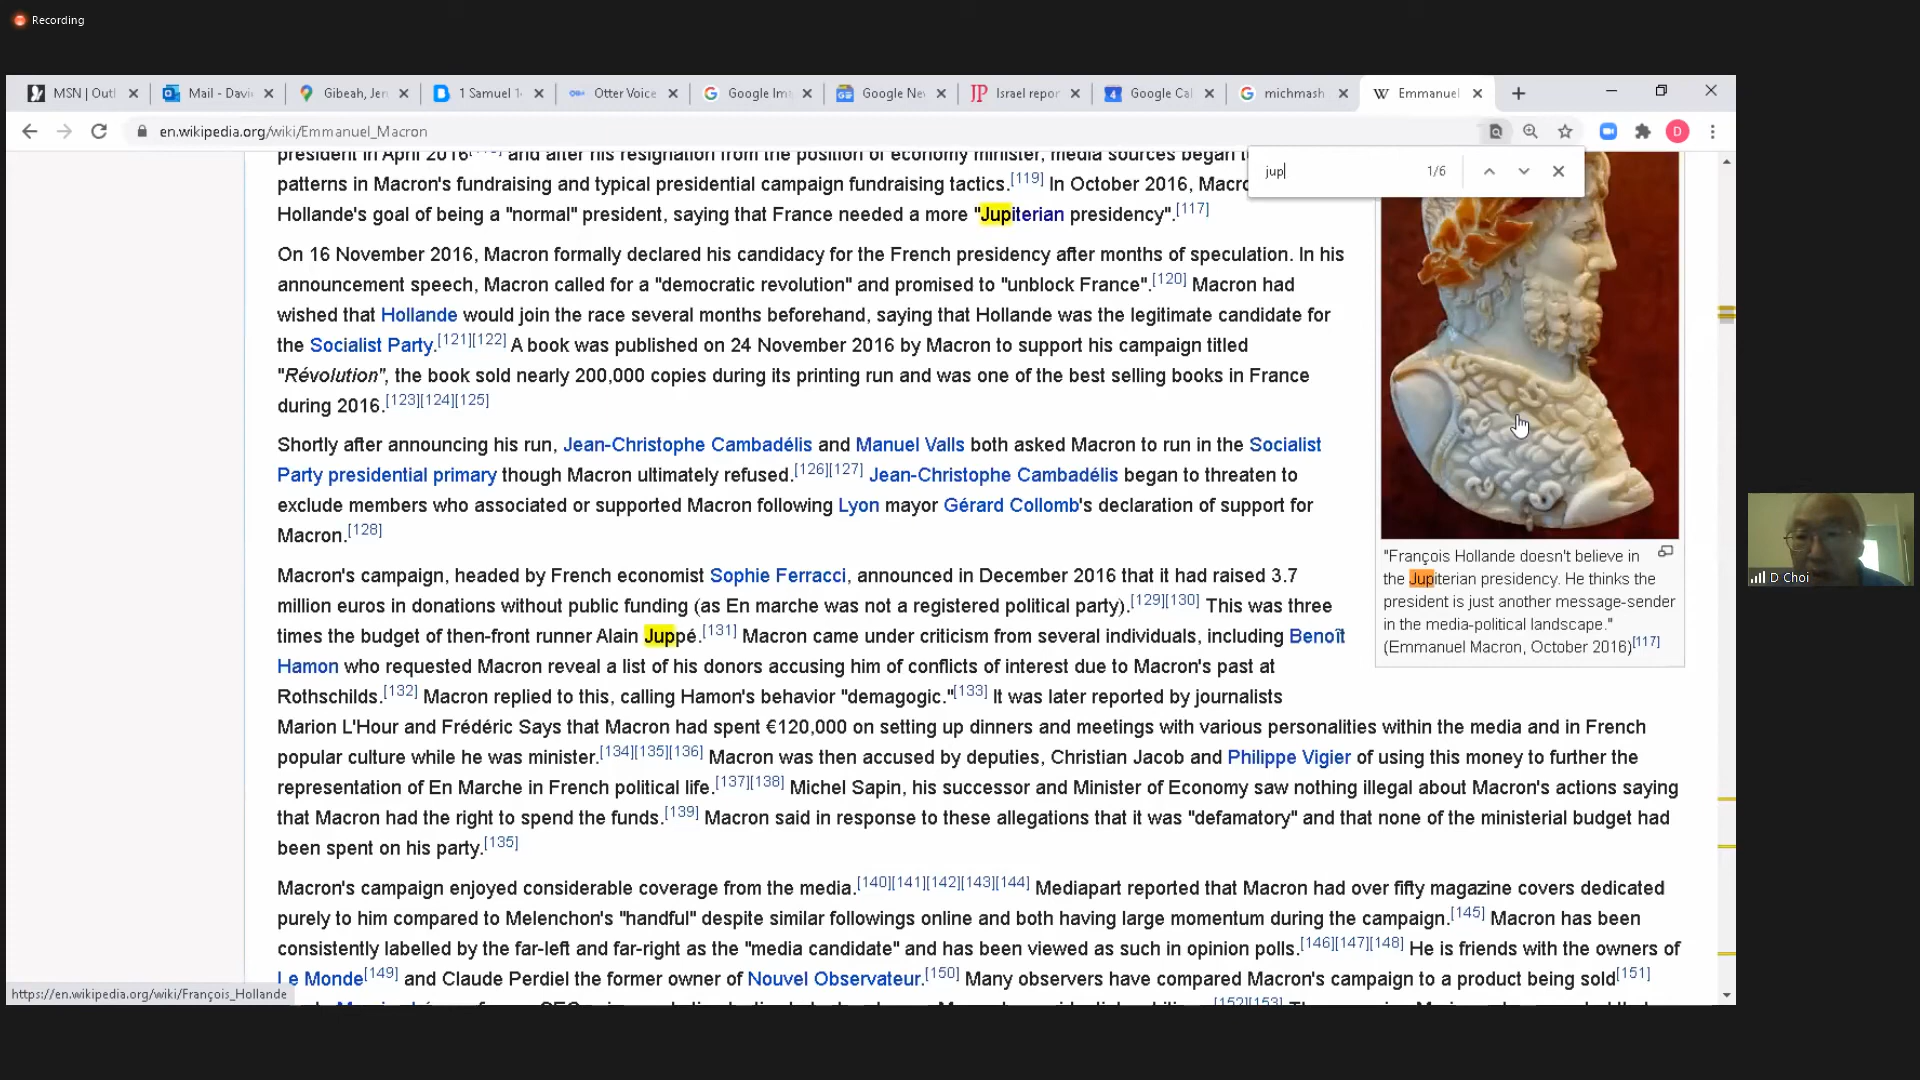 Recording
MSN | Outl
Mail - Davi
Gibeah, Jer
1 Samuel 1
Otter Voice
Google Im
Google Ne
Israel repor
Google Cal
michmash
Emmanuel
en.wikipedia.org/wiki/Emmanuel_Macron
jup 1/6
president in April 2016 and after his resignation from the position of economy minister, media sources began
patterns in Macron's fundraising and typical presidential campaign fundraising tactics.[119] In October 2016, Macro
Hollande's goal of being a "normal" president, saying that France needed a more "Jupiterian presidency".[117]
On 16 November 2016, Macron formally declared his candidacy for the French presidency after months of speculation. In his
announcement speech, Macron called for a "democratic revolution" and promised to "unblock France".[120] Macron had
wished that Hollande would join the race several months beforehand, saying that Hollande was the legitimate candidate for
the Socialist Party.[121][122] A book was published on 24 November 2016 by Macron to support his campaign titled
"Révolution", the book sold nearly 200,000 copies during its printing run and was one of the best selling books in France
during 2016.[123][124][125]
Shortly after announcing his run, Jean-Christophe Cambadélis and Manuel Valls both asked Macron to run in the Socialist
Party presidential primary though Macron ultimately refused.[126][127] Jean-Christophe Cambadélis began to threaten to
exclude members who associated or supported Macron following Lyon mayor Gérard Collomb's declaration of support for
Macron.[128]
Macron's campaign, headed by French economist Sophie Ferracci, announced in December 2016 that it had raised 3.7
million euros in donations without public funding (as En marche was not a registered political party).[129][130] This was three
times the budget of then-front runner Alain Juppé.[131] Macron came under criticism from several individuals, including Benoît
Hamon who requested Macron reveal a list of his donors accusing him of conflicts of interest due to Macron's past at
Rothschilds.[132] Macron replied to this, calling Hamon's behavior "demagogic."[133] It was later reported by journalists
Marion L'Hour and Frédéric Says that Macron had spent €120,000 on setting up dinners and meetings with various personalities within the media and in French
popular culture while he was minister.[134][135][136] Macron was then accused by deputies, Christian Jacob and Philippe Vigier of using this money to further the
representation of En Marche in French political life.[137][138] Michel Sapin, his successor and Minister of Economy saw nothing illegal about Macron's actions saying
that Macron had the right to spend the funds.[139] Macron said in response to these allegations that it was "defamatory" and that none of the ministerial budget had
been spent on his party.[135]
Macron's campaign enjoyed considerable coverage from the media.[140][141][142][143][144] Mediapart reported that Macron had over fifty magazine covers dedicated
purely to him compared to Melenchon's "handful" despite similar followings online and both having large momentum during the campaign.[145] Macron has been
consistently labelled by the far-left and far-right as the "media candidate" and has been viewed as such in opinion polls.[146][147][148] He is friends with the owners of
Le Monde[149] and Claude Perdiel the former owner of Nouvel Observateur.[150] Many observers have compared Macron's campaign to a product being sold[151]
"François Hollande doesn't believe in
the Jupiterian presidency. He thinks the
president is just another message-sender
in the media-political landscape."
(Emmanuel Macron, October 2016)[117]
D Choi
https://en.wikipedia.org/wiki/François_Hollande